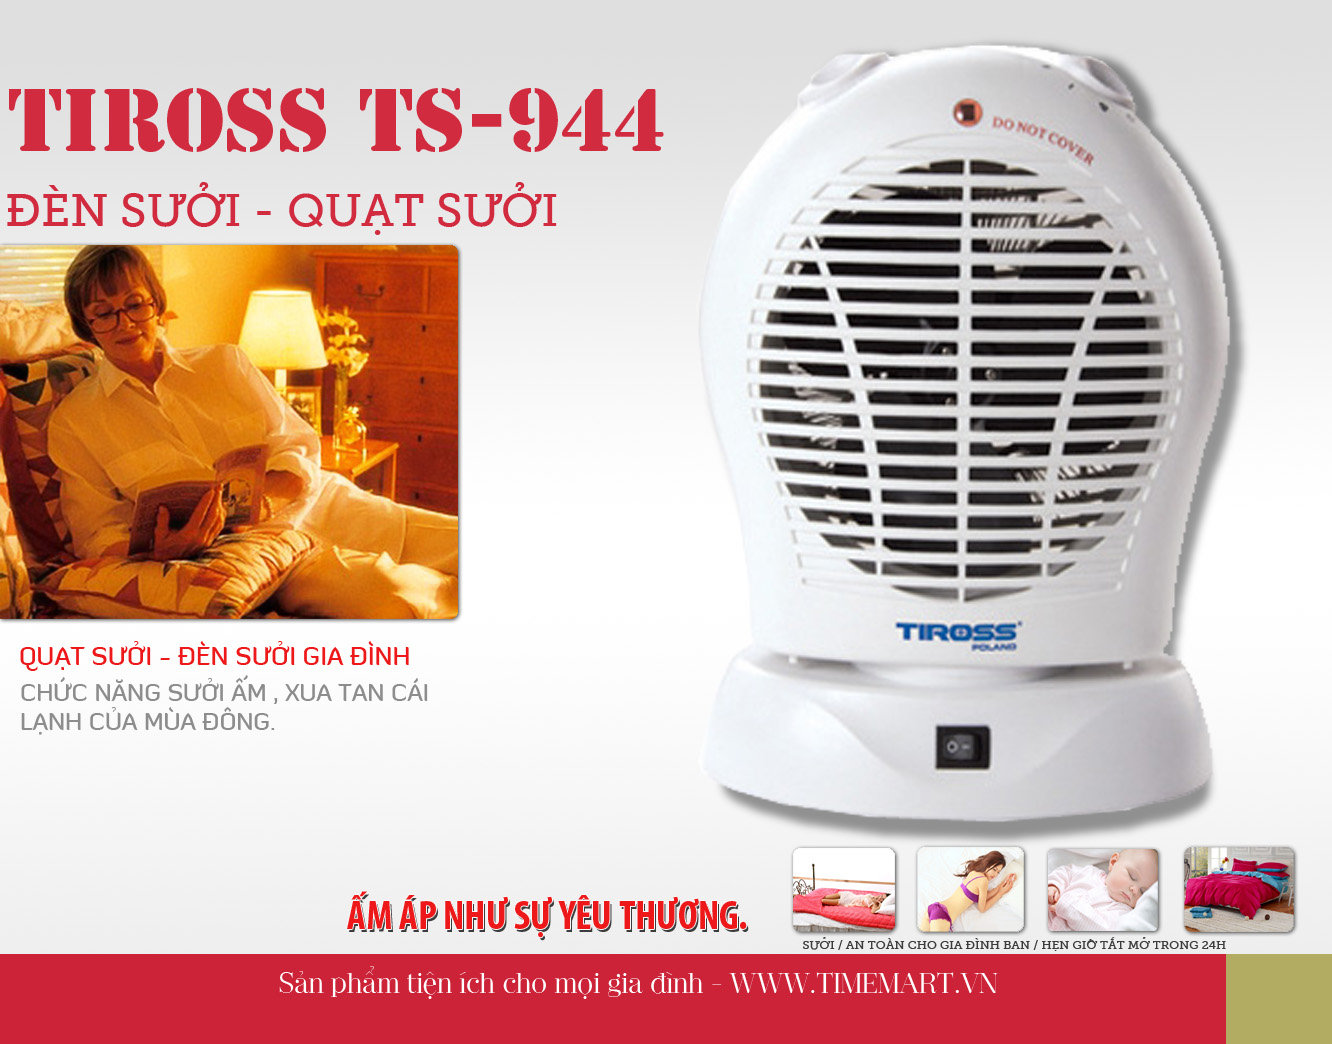 TIROSS TS-944
ĐÈN SƯỞI - QUẠT SƯỞI
DO NOT COVER
TIROSS
POLAND
QUẠT SƯỞI - ĐÈN SƯỞI GIA ĐÌNH
CHỨC NĂNG SƯỞI ẤM , XUA TAN CÁI
LẠNH CỦA MÙA ĐÔNG.
ẤM ÁP NHƯ SỰ YÊU THƯƠNG.
SƯỞI / AN TOÀN CHO GIA ĐÌNH BAN / HẸN GIỜ TẮT MỞ TRONG 24H
Sản phẩm tiện ích cho mọi gia đình - WWW.TIMEMART.VN